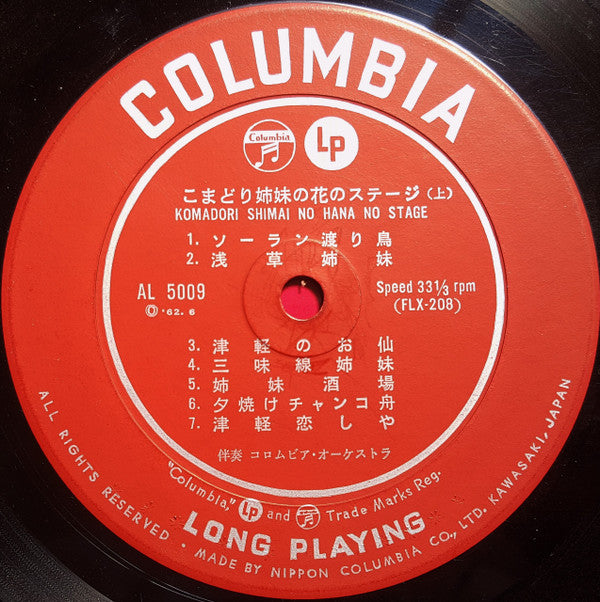 COLUMBIA
Columbia
LP
こまどり姉妹の花のステージ(上)
KOMADORI SHIMAI NO HANA NO STAGE
1. ソーラン渡り鳥
2. 浅草姉妹
AL 5009
Ⓞ '62. 6
Speed 33 1/3 rpm
(FLX-208)
3. 津軽のお仙
4. 三味線姉妹
5. 姉妹酒場
6. 夕焼けチャンコ舟
7. 津軽恋しや
伴奏 コロムビア・オーケストラ
"Columbia," LP and Trade Marks Reg.
LONG PLAYING
ALL RIGHTS RESERVED · MADE BY NIPPON COLUMBIA CO., LTD. KAWASAKI, JAPAN